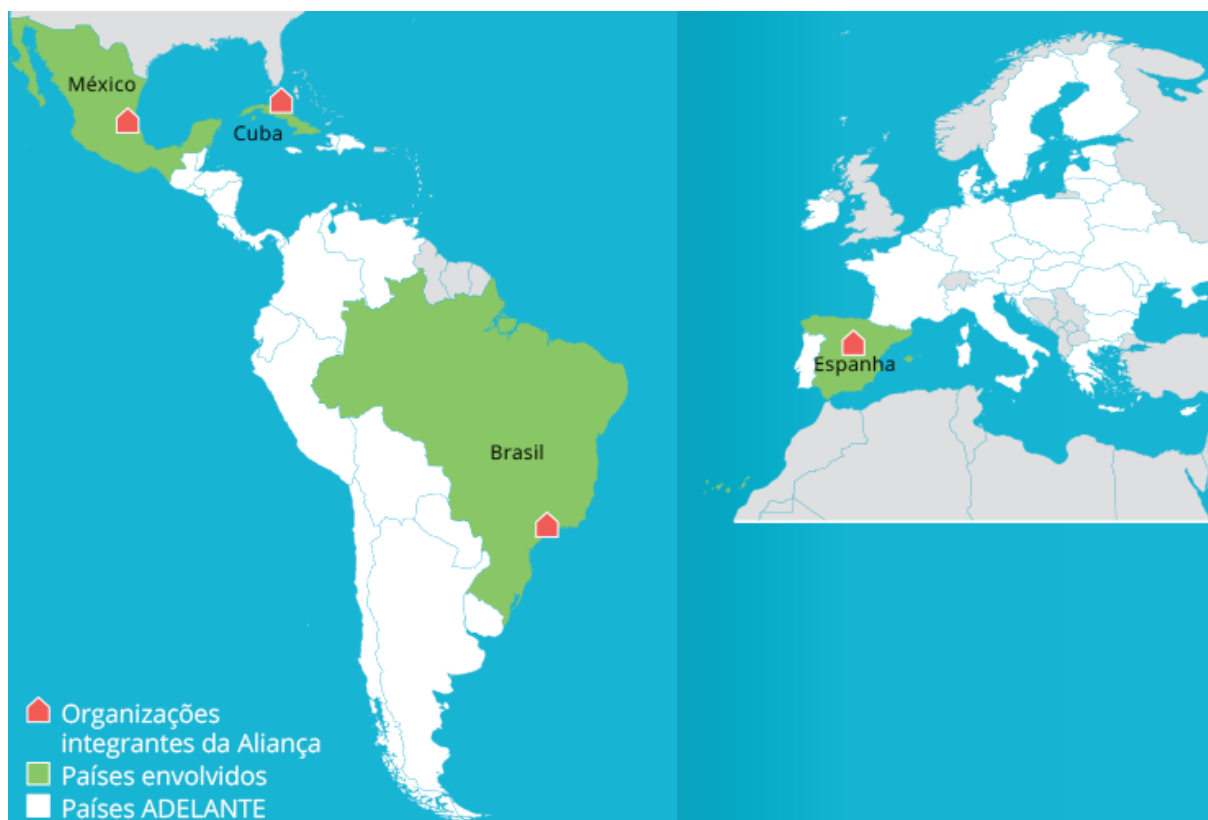 México
Cuba
Espanha
Brasil
Organizações
integrantes da Aliança
Países envolvidos
Países ADELANTE